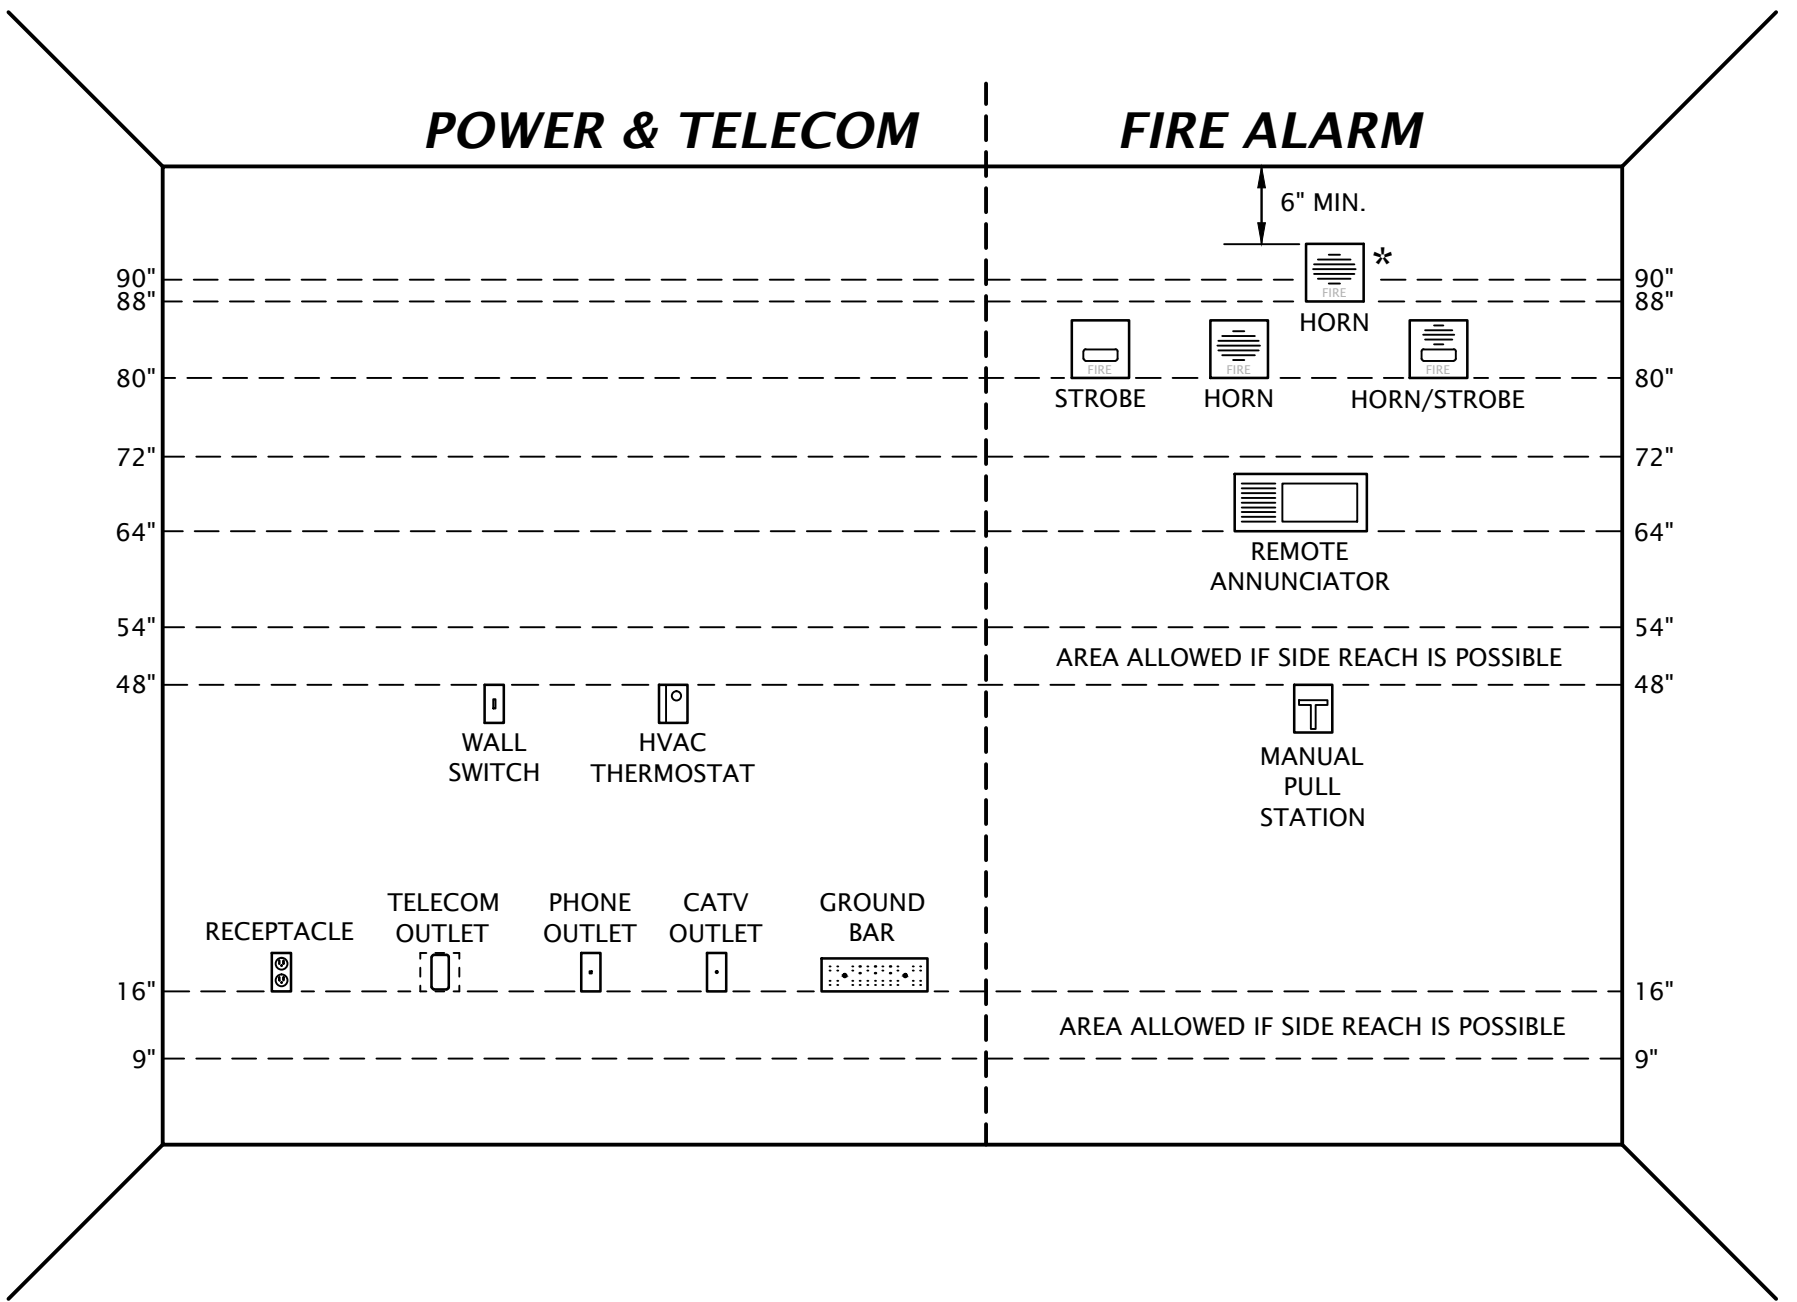 POWER & TELECOM
FIRE ALARM
6" MIN.
*
FIRE
HORN
90"
90"
88"
88"
FIRE
FIRE
FIRE
80"
80"
STROBE
HORN
HORN/STROBE
72"
72"
64"
64"
REMOTE
ANNUNCIATOR
54"
54"
AREA ALLOWED IF SIDE REACH IS POSSIBLE
48"
48"
WALL
SWITCH
HVAC
THERMOSTAT
MANUAL
PULL
STATION
RECEPTACLE
TELECOM
OUTLET
PHONE
OUTLET
CATV
OUTLET
GROUND
BAR
16"
16"
AREA ALLOWED IF SIDE REACH IS POSSIBLE
9"
9"